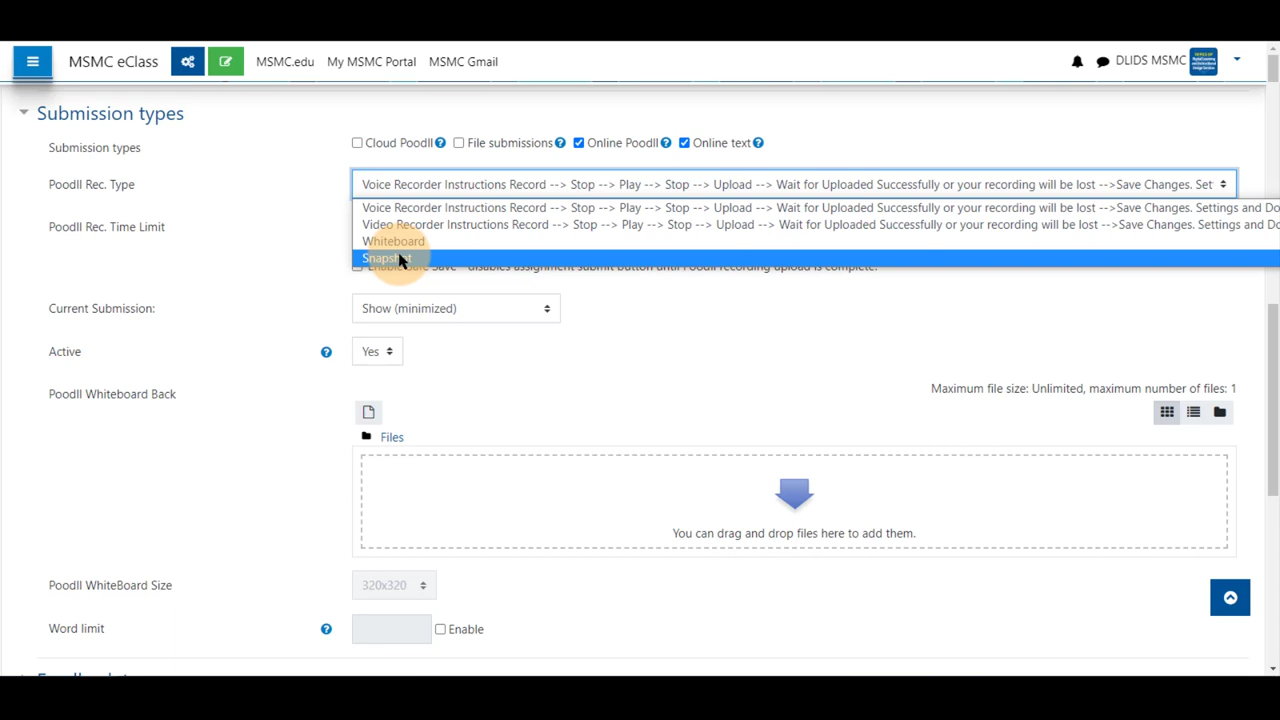 MSMC eClass MSMC.edu My MSMC Portal MSMC Gmail DLIDS MSMC
Submission types
Submission types Cloud Poodll File submissions Online Poodll Online text
Poodll Rec. Type Voice Recorder Instructions Record --> Stop --> Play --> Stop --> Upload --> Wait for Uploaded Successfully or your recording will be lost -->Save Changes. Set
Voice Recorder Instructions Record --> Stop --> Play --> Stop --> Upload --> Wait for Uploaded Successfully or your recording will be lost -->Save Changes. Settings and Do
Poodll Rec. Time Limit Video Recorder Instructions Record --> Stop --> Play --> Stop --> Upload --> Wait for Uploaded Successfully or your recording will be lost -->Save Changes. Settings and Do
Whiteboard
Snapshot
Enable Safe Save - disables assignment submit button until Poodll recording upload is complete.
Current Submission: Show (minimized)
Active Yes
Poodll Whiteboard Back Maximum file size: Unlimited, maximum number of files: 1
Files
You can drag and drop files here to add them.
Poodll WhiteBoard Size 320x320
Word limit Enable